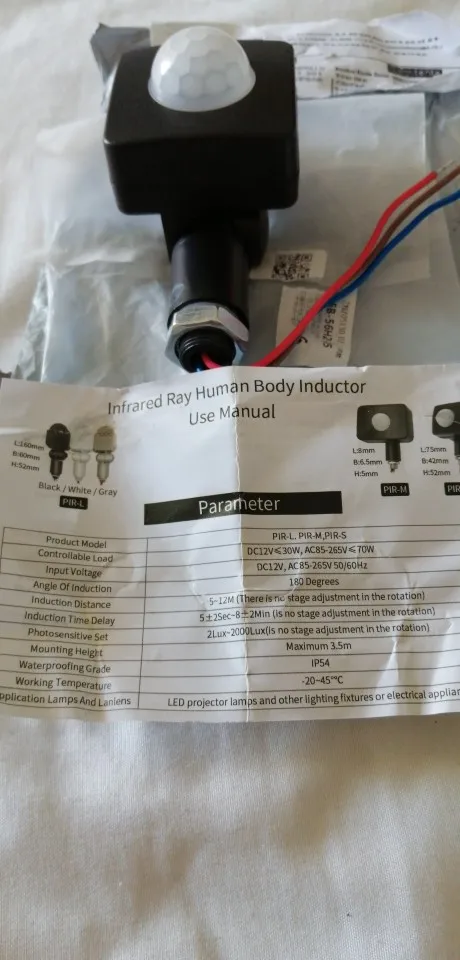 Infrared Ray Human Body Inductor
Use Manual
L:160mm
B:60mm
H:52mm
Black / White / Gray
PIR-L
L:8mm
B:6.5mm
H:5mm
PIR-M
L:75mm
B:42mm
H:52mm
Parameter
Product Model PIR-L, PIR-M,PIR-S
Controllable Load DC12V≤30W, AC85-265V≤70W
Input Voltage DC12V, AC85-265V 50/60Hz
Angle Of Induction 180 Degrees
Induction Distance 5~12M (There is no stage adjustment in the rotation)
Induction Time Delay 5±2Sec~8±2Min (is no stage adjustment in the rotation)
Photosensitive Set 2Lux~2000Lux(is no stage adjustment in the rotation)
Mounting Height Maximum 3.5m
Waterproofing Grade IP54
Working Temperature -20~45℃
pplication Lamps And Lanlens LED projector lamps and other lighting fixtures or electrical applian